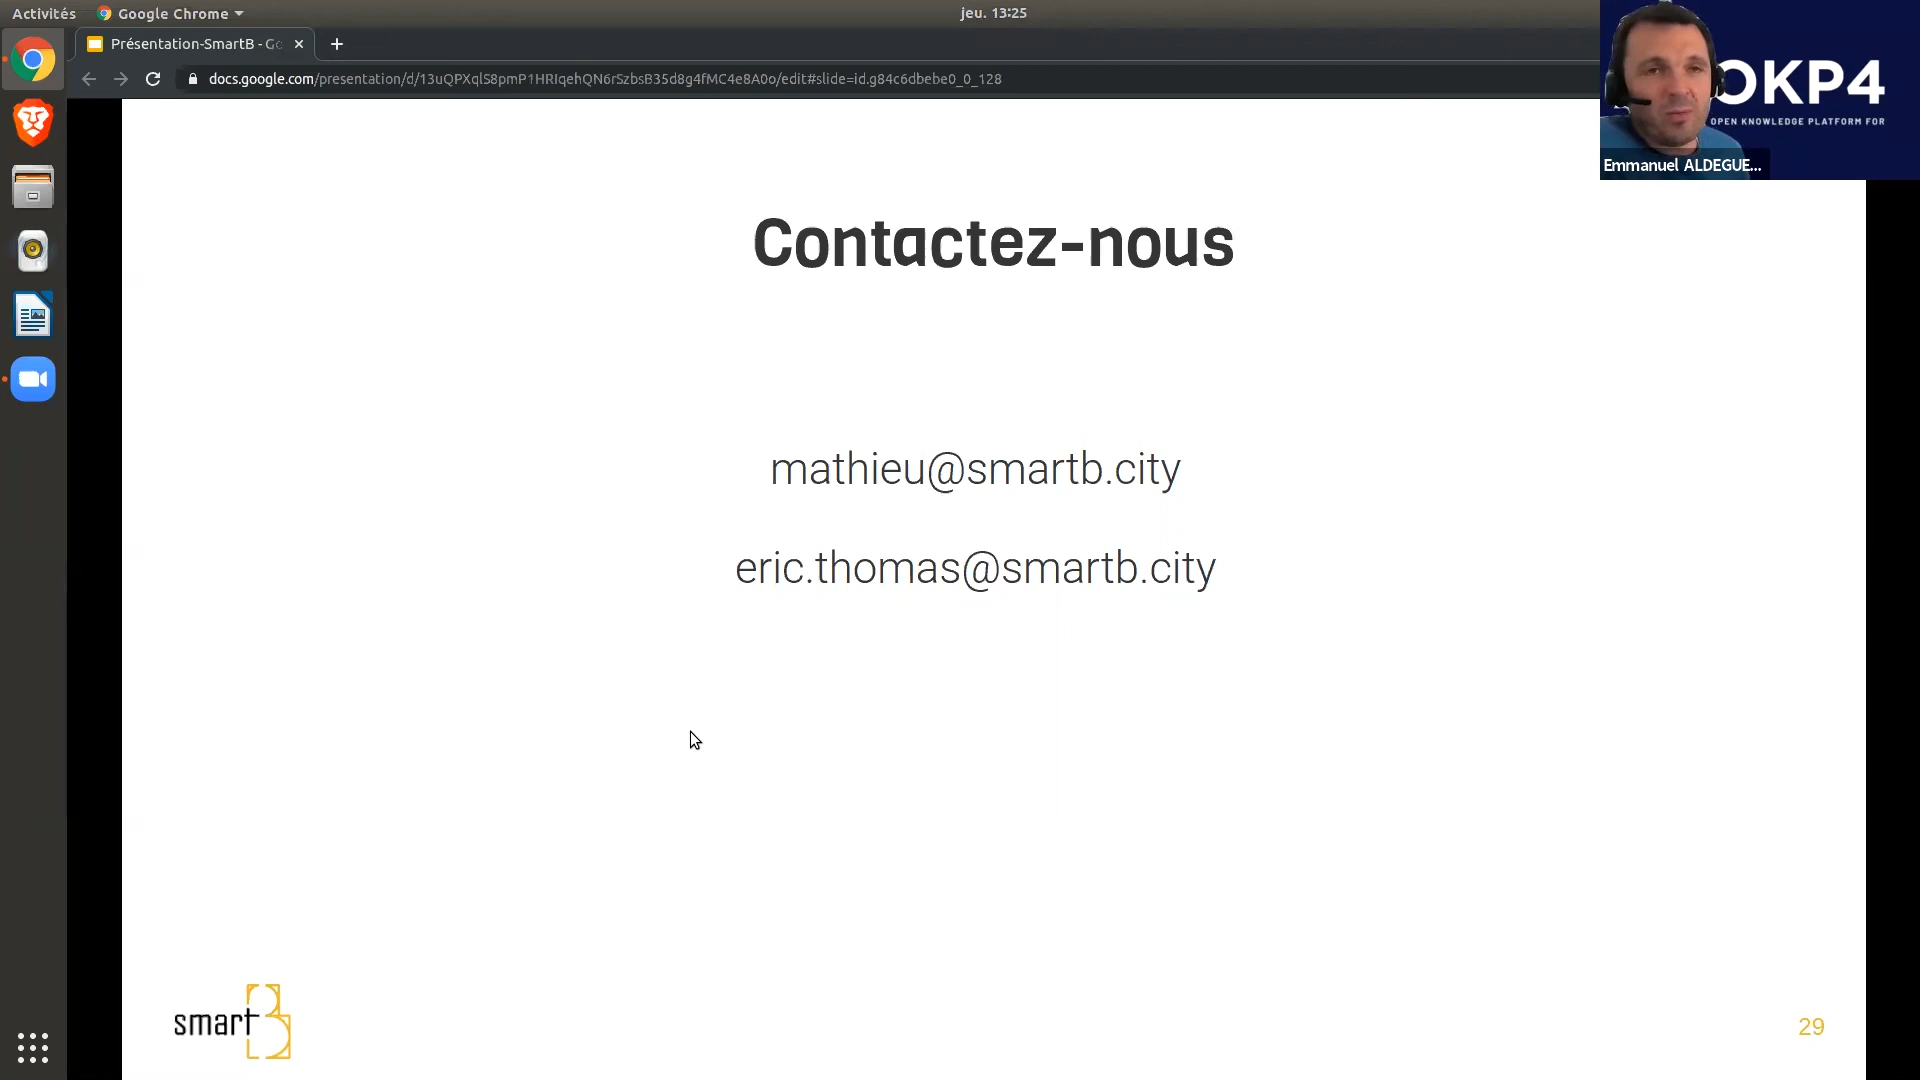 Activités
Google Chrome
jeu. 13:25
Présentation-SmartB - Go
docs.google.com/presentation/d/13uQPXqlS8pmP1HRIqehQN6rSzbsB35d8g4fMC4e8A0o/edit#slide=id.g84c6dbebe0_0_128
OKP4
OPEN KNOWLEDGE PLATFORM FOR
Emmanuel ALDEGUE...
Contactez-nous
mathieu@smartb.city
eric.thomas@smartb.city
smart B
29